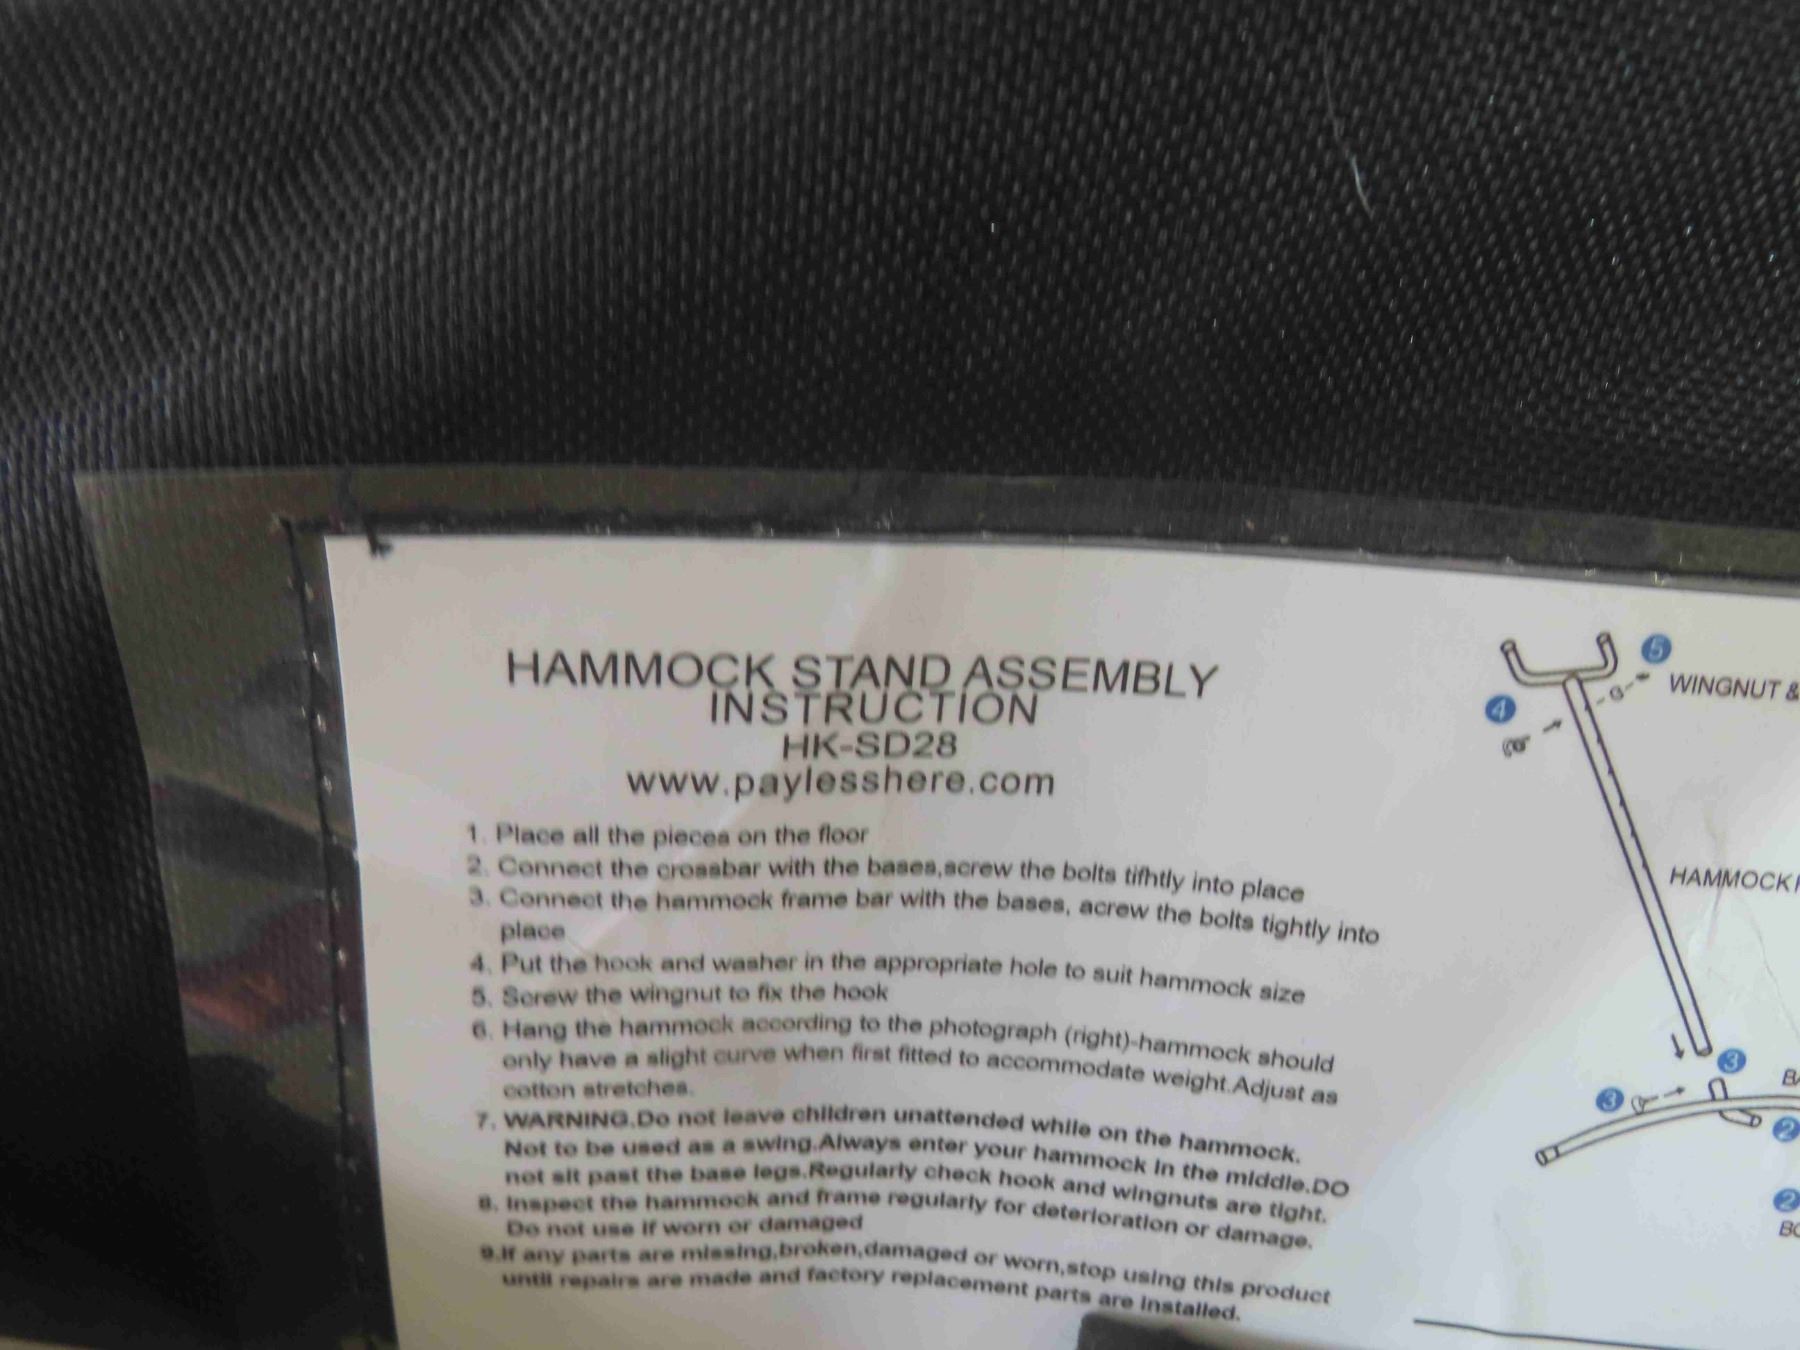 HAMMOCK STAND ASSEMBLY
INSTRUCTION
HK-SD28
www.paylesshere.com
1. Place all the pieces on the floor
2. Connect the crossbar with the bases,screw the bolts tifhtly into place
3. Connect the hammock frame bar with the bases, acrew the bolts tightly into
place
4. Put the hook and washer in the appropriate hole to suit hammock size
5. Screw the wingnut to fix the hook
6. Hang the hammock according to the photograph (right)-hammock should
only have a slight curve when first fitted to accommodate weight.Adjust as
cotton stretches.
7. WARNING.Do not leave children unattended while on the hammock.
Not to be used as a swing.Always enter your hammock in the middle.DO
not sit past the base legs.Regularly check hook and wingnuts are tight.
8. Inspect the hammock and frame regularly for deterioration or damage.
Do not use if worn or damaged
9.If any parts are missing,broken,damaged or worn,stop using this product
until repairs are made and factory replacement parts are installed.
5
WINGNUT &
4
HAMMOCK
3
3
BA
2
2
BO